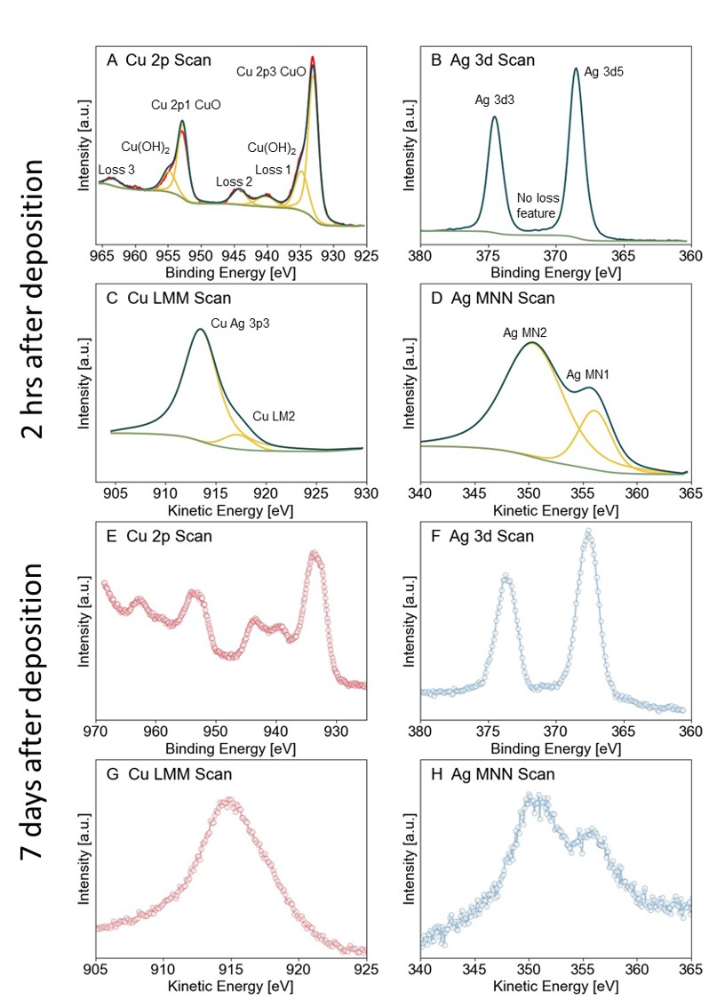 2 hrs after deposition
A Cu 2p Scan
Cu 2p3 CuO
Cu 2p1 CuO
Cu(OH)2
Cu(OH)2
Loss 3
Loss 2
Loss 1
Intensity [a.u.]
965 960 955 950 945 940 935 930 925
Binding Energy [eV]
B Ag 3d Scan
Ag 3d5
Ag 3d3
No loss
feature
Intensity [a.u.]
380 375 370 365 360
Binding Energy [eV]
C Cu LMM Scan
Cu Ag 3p3
Cu LM2
Intensity [a.u.]
905 910 915 920 925 930
Kinetic Energy [eV]
D Ag MNN Scan
Ag MN2
Ag MN1
Intensity [a.u.]
340 345 350 355 360 365
Kinetic Energy [eV]
7 days after deposition
E Cu 2p Scan
Intensity [a.u.]
970 960 950 940 930
Binding Energy [eV]
F Ag 3d Scan
Intensity [a.u.]
380 375 370 365 360
Binding Energy [eV]
G Cu LMM Scan
Intensity [a.u.]
905 910 915 920 925
Kinetic Energy [eV]
H Ag MNN Scan
Intensity [a.u.]
340 345 350 355 360 365
Kinetic Energy [eV]